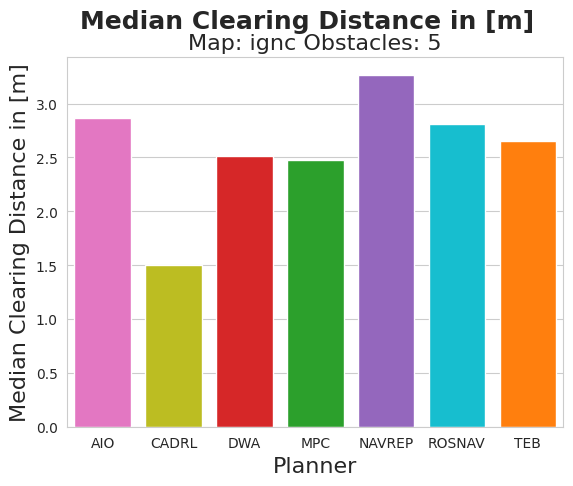 Median Clearing Distance in [m]
Map: ignc Obstacles: 5
Median Clearing Distance in [m]
3.0
2.5
2.0
1.5
1.0
0.5
0.0
AIO CADRL DWA MPC NAVREP ROSNAV TEB
Planner